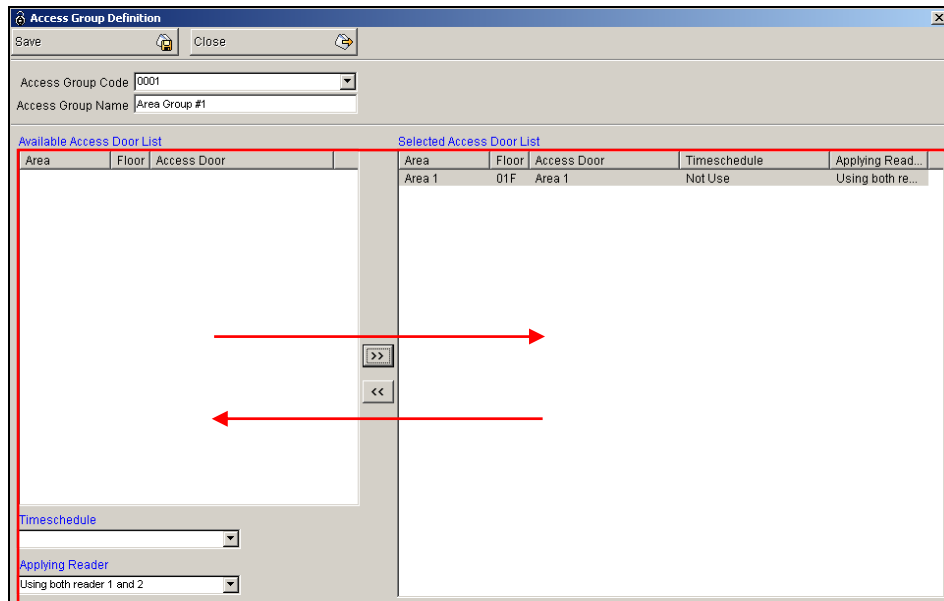 Access Group Definition
Save Close
Access Group Code 0001
Access Group Name Area Group #1
Available Access Door List
Area Floor Access Door
Selected Access Door List
Area Floor Access Door Timeschedule Applying Read...
Area 1 01F Area 1 Not Use Using both re...
>>
<<
Timeschedule
Applying Reader
Using both reader 1 and 2